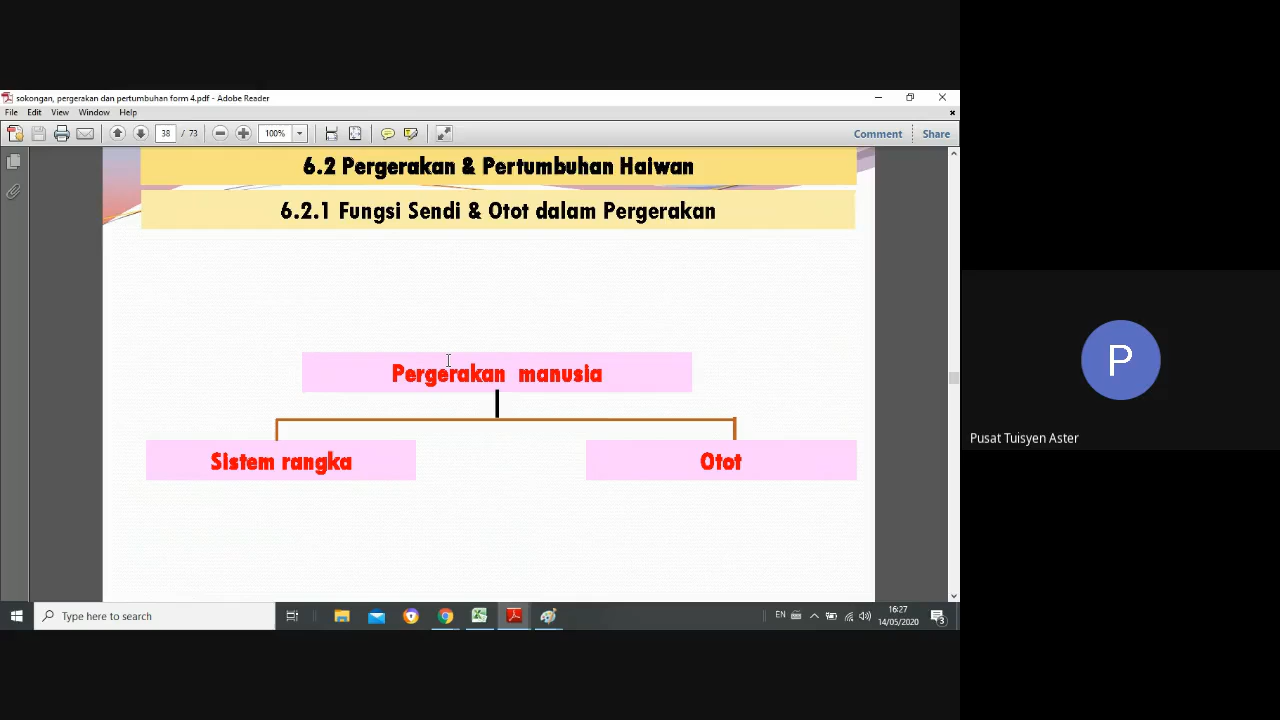 sokongan, pergerakan dan pertumbuhan form 4.pdf - Adobe Reader
File Edit View Window Help
38 / 73 100% Comment Share
6.2 Pergerakan & Pertumbuhan Haiwan
6.2.1 Fungsi Sendi & Otot dalam Pergerakan
Pergerakan manusia
Sistem rangka Otot
P
Pusat Tuisyen Aster
Type here to search
EN
16:27
14/05/2020
3